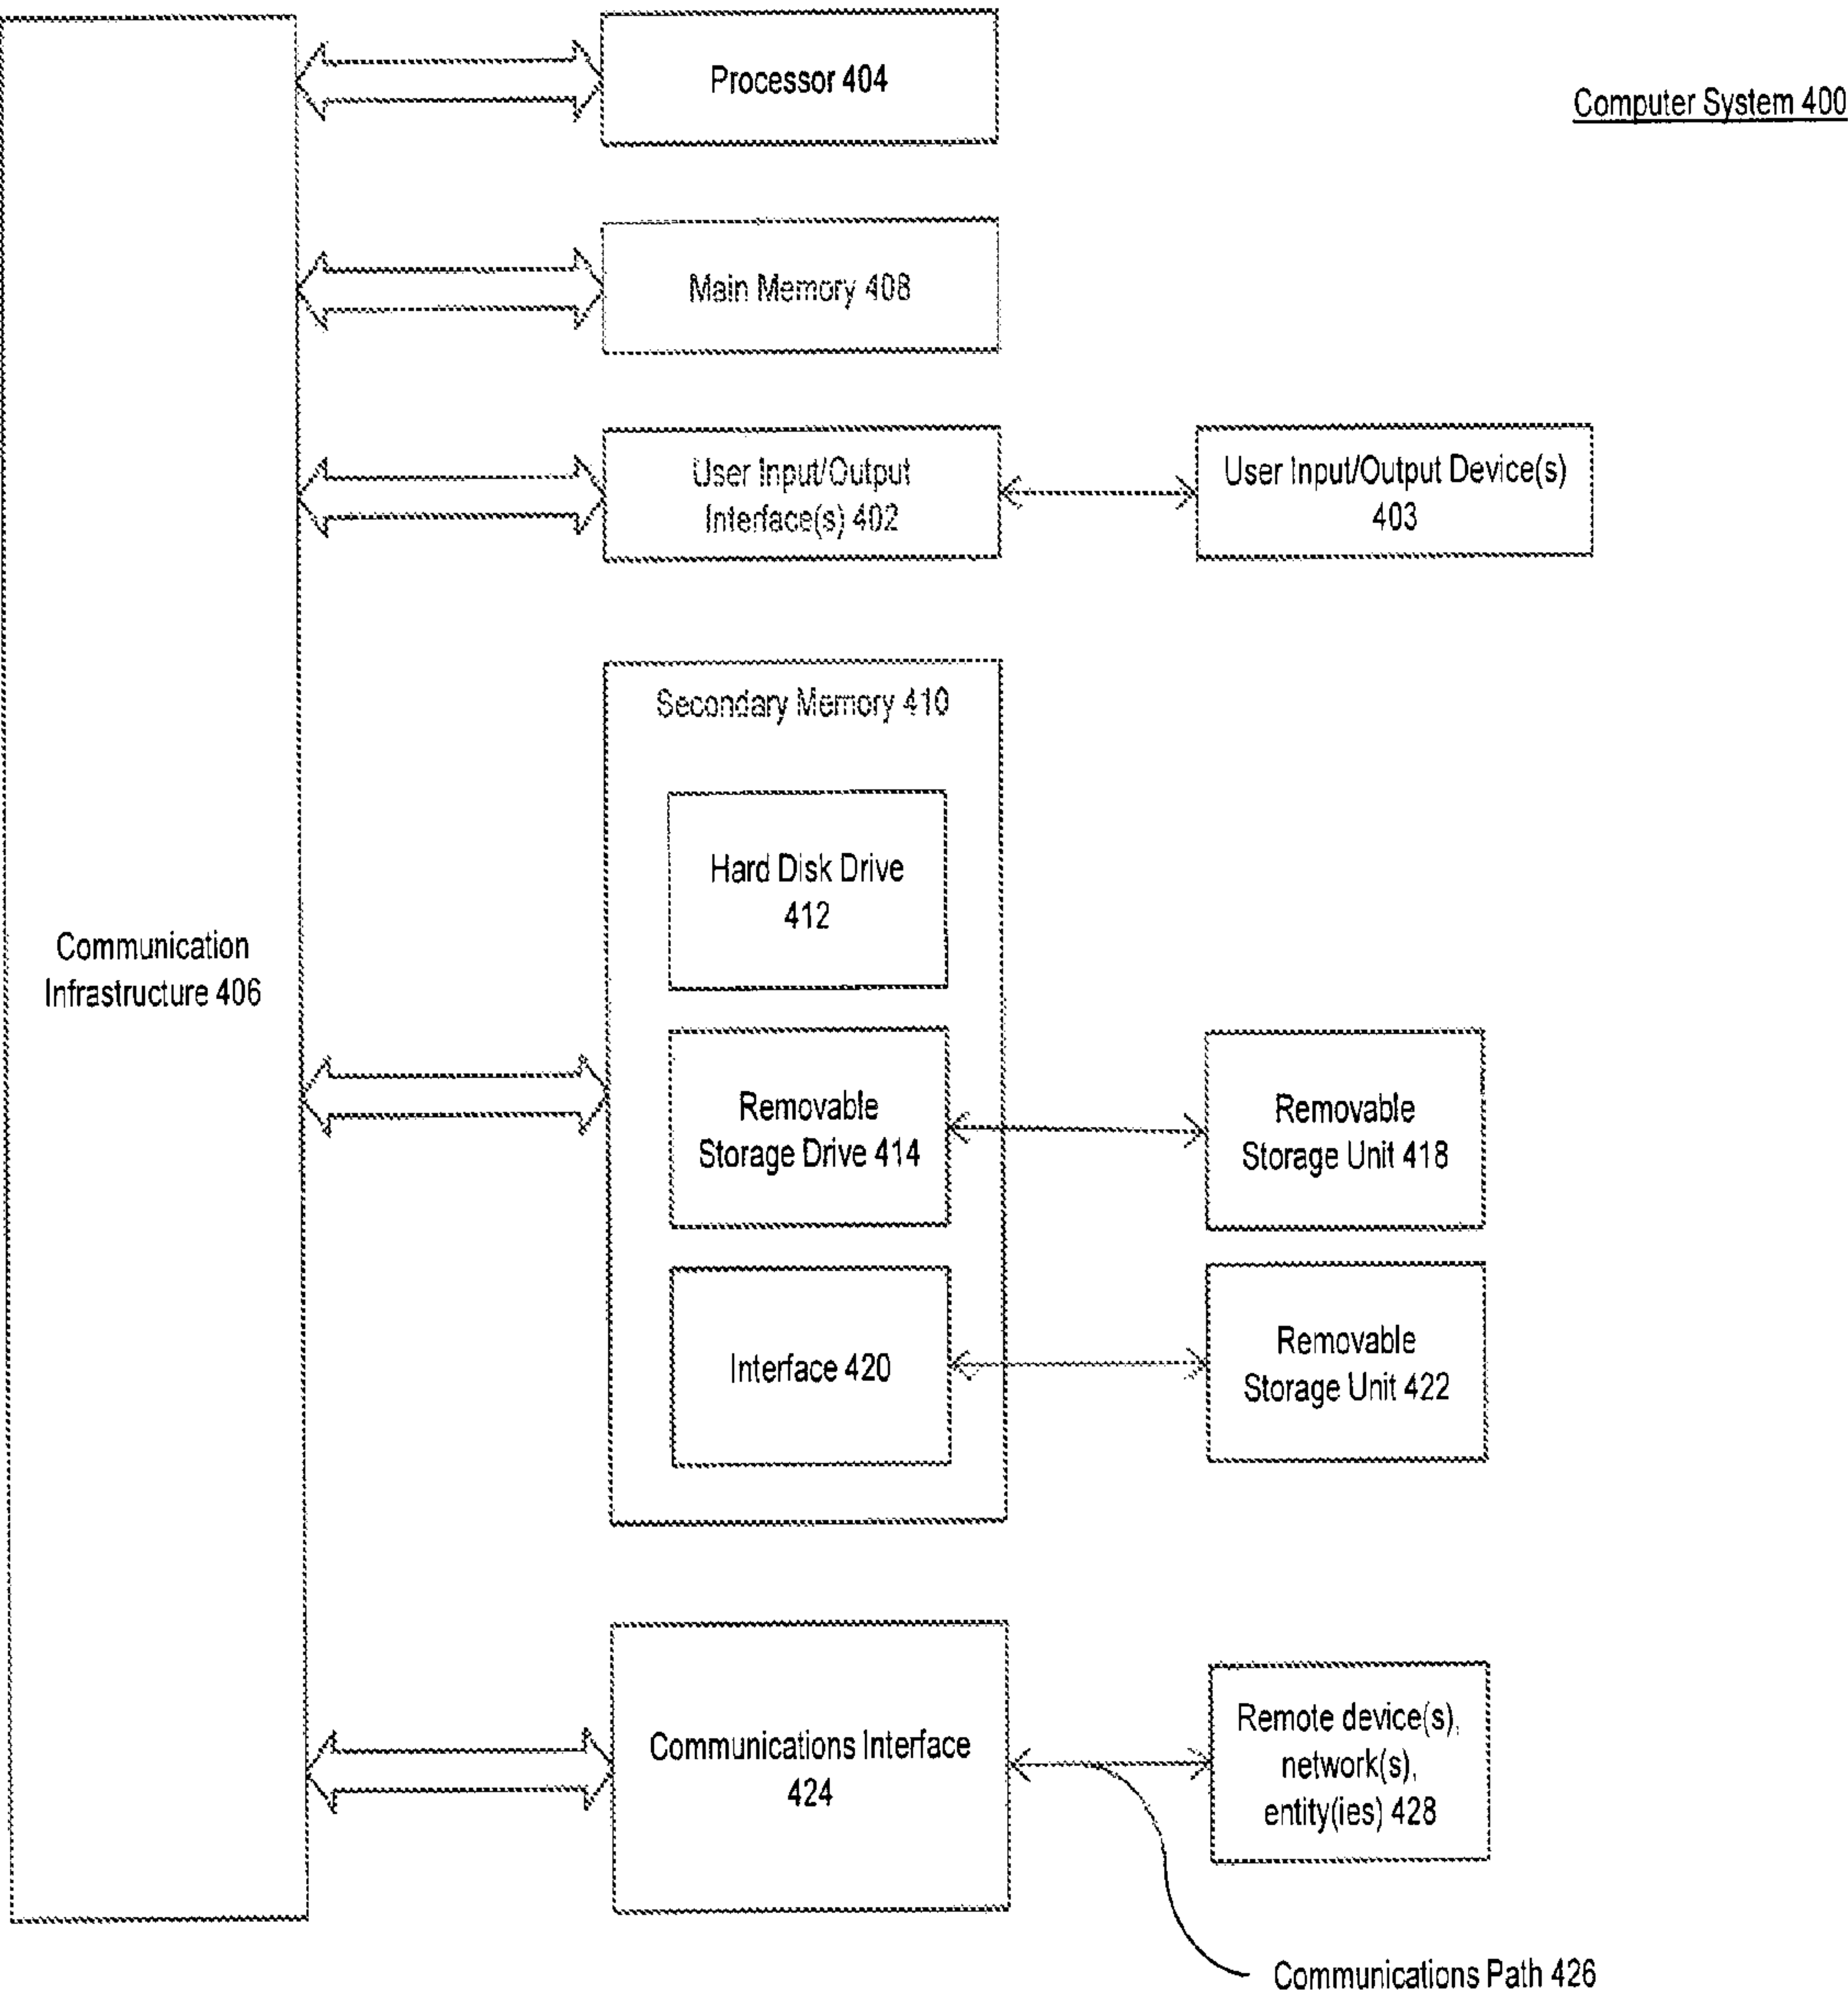 Processor 404
Computer System 400
Main Memory 408
User Input/Output
Interface(s) 402
User Input/Output Device(s)
403
Secondary Memory 410
Hard Disk Drive
412
Communication
Infrastructure 406
Removable
Storage Drive 414
Removable
Storage Unit 418
Interface 420
Removable
Storage Unit 422
Communications Interface
424
Remote device(s),
network(s),
entity(ies) 428
Communications Path 426